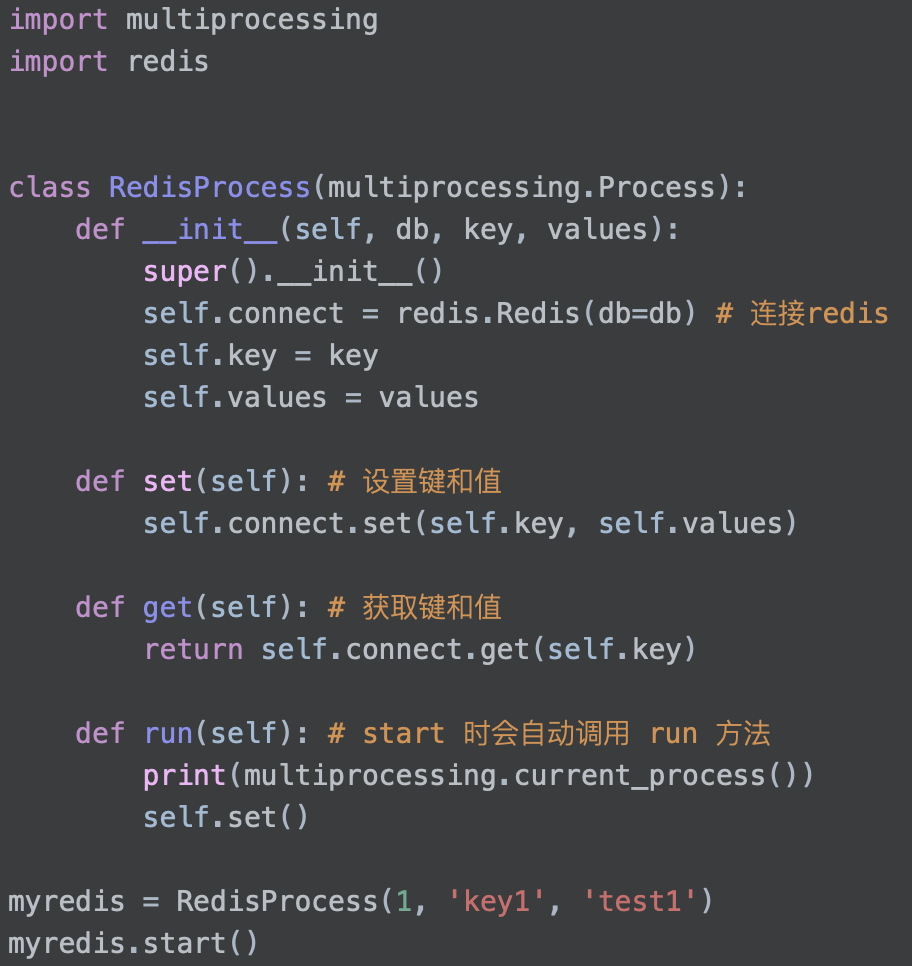 import multiprocessing
import redis
class RedisProcess(multiprocessing.Process):
    def __init__(self, db, key, values):
        super().__init__()
        self.connect = redis.Redis(db=db) # 连接redis
        self.key = key
        self.values = values
    def set(self): # 设置键和值
        self.connect.set(self.key, self.values)
    def get(self): # 获取键和值
        return self.connect.get(self.key)
    def run(self): # start 时会自动调用 run 方法
        print(multiprocessing.current_process())
        self.set()
myredis = RedisProcess(1, 'key1', 'test1')
myredis.start()